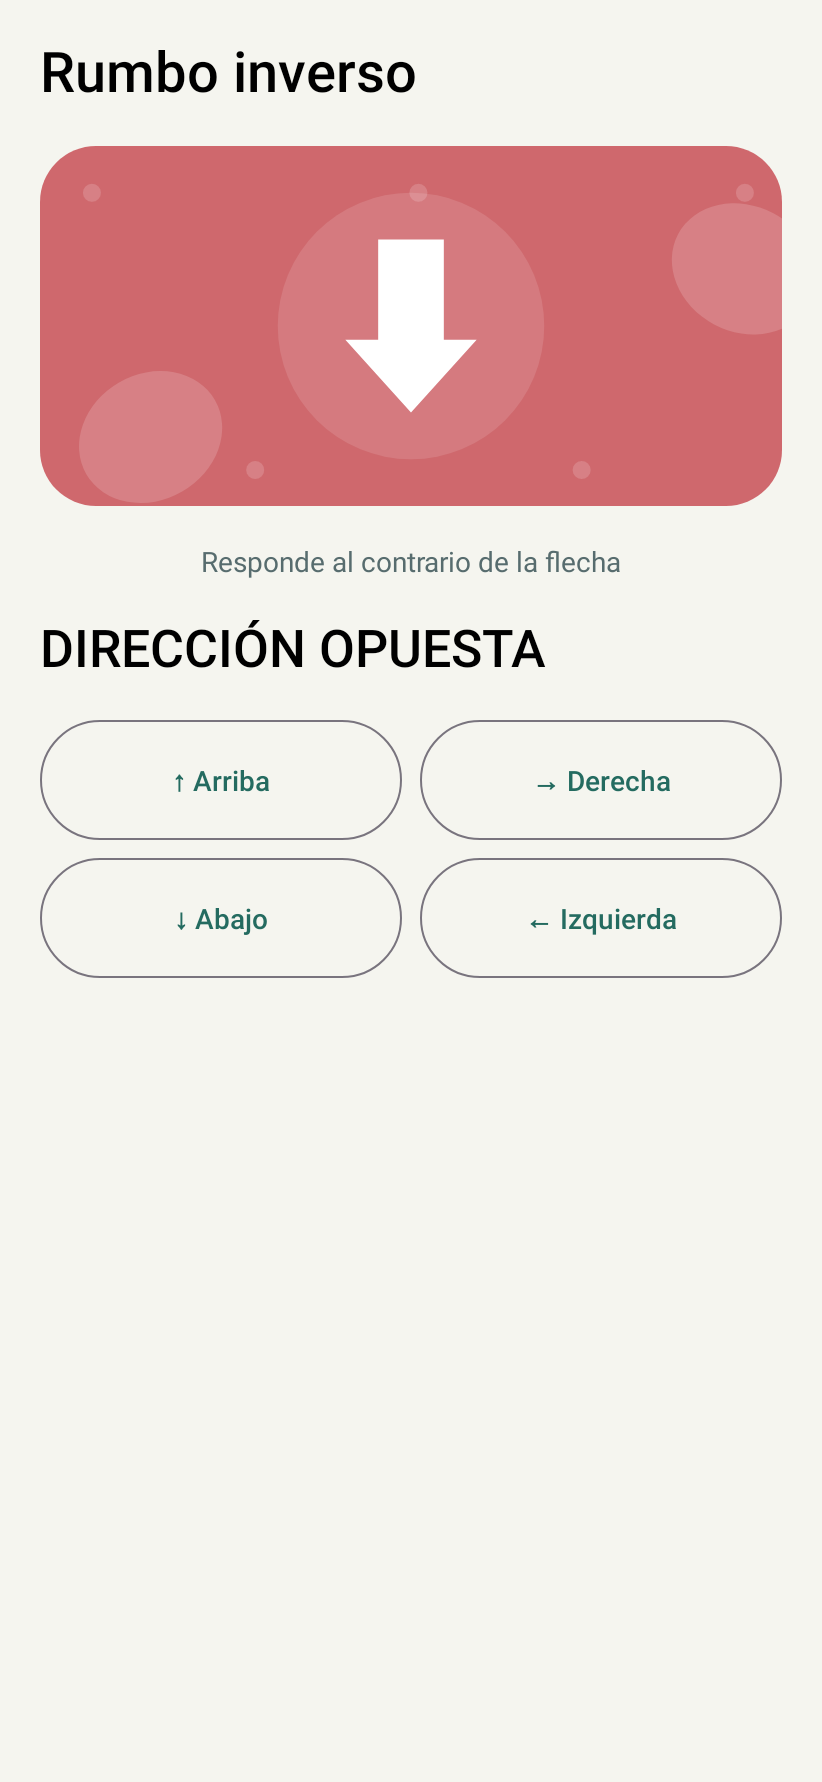 Rumbo inverso
Responde al contrario de la flecha
DIRECCIÓN OPUESTA
↑ Arriba
→ Derecha
↓ Abajo
← Izquierda